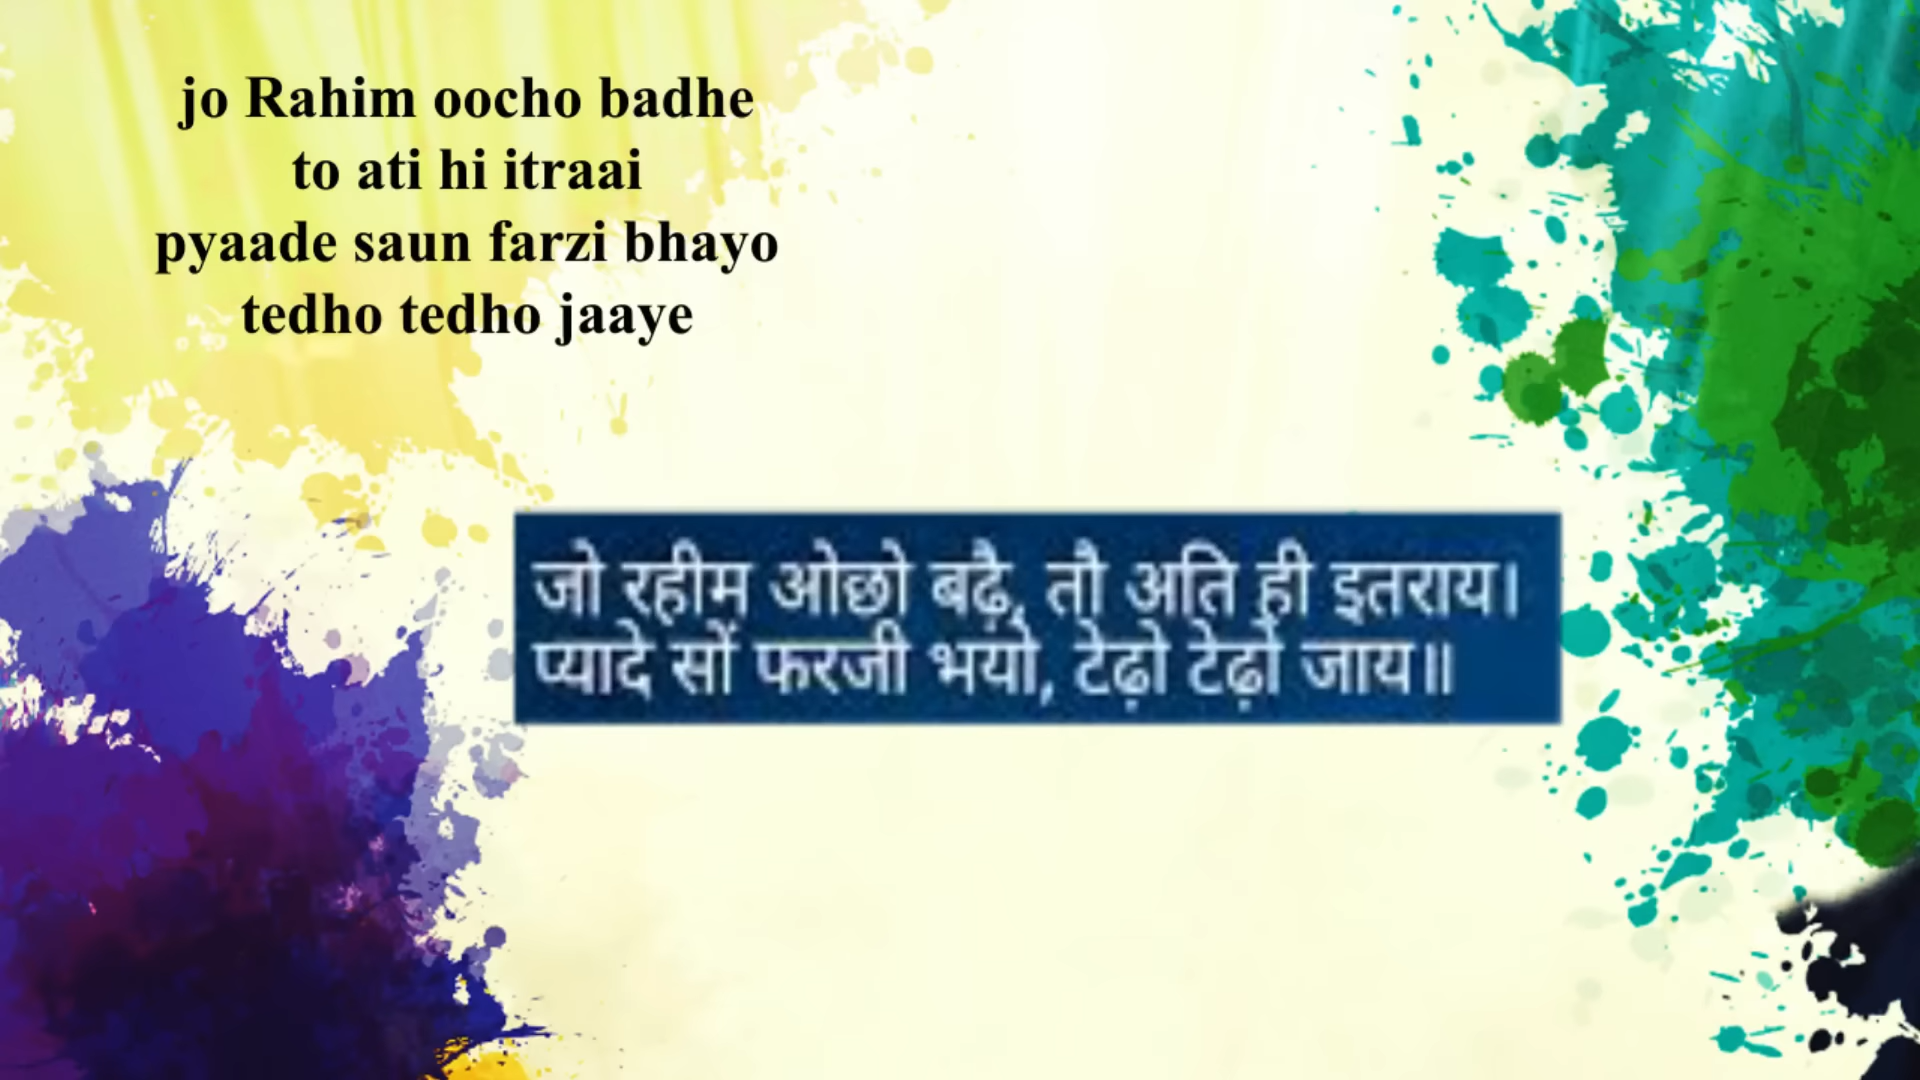 jo Rahim oocho badhe
to ati hi itraai
pyaade saun farzi bhayo
tedho tedho jaaye
जो रहीम ओछो बढ़ै, तौ अति ही इतराय।
प्यादे सों फरजी भयो, टेढ़ो टेढ़ो जाय॥